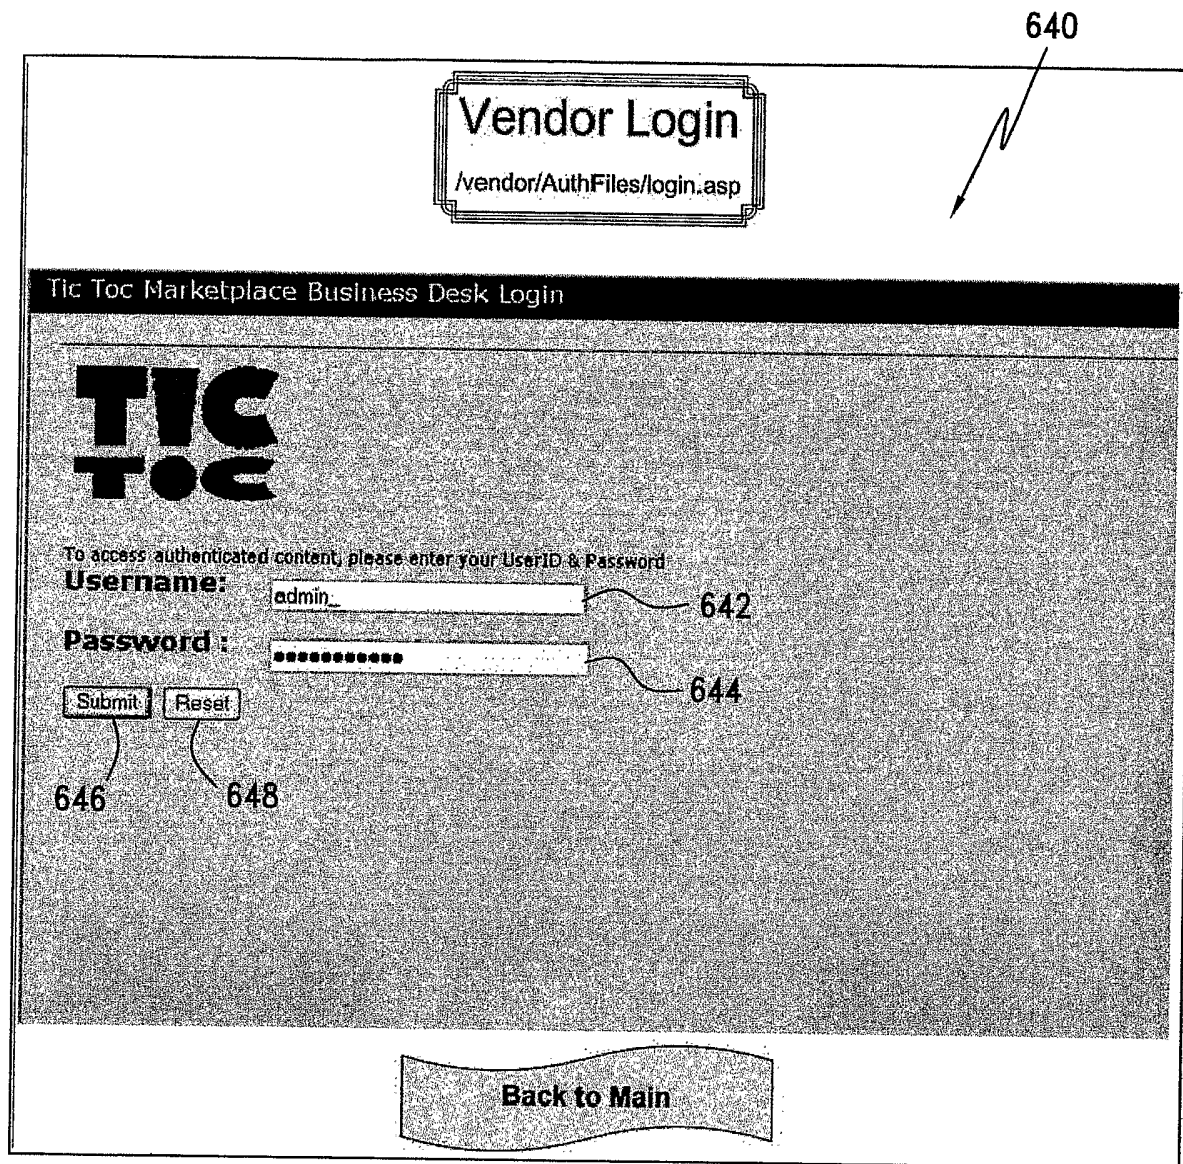 640
Vendor Login
/vendor/AuthFiles/login.asp
Tic Toc Marketplace Business Desk Login
TIC
TOC
To access authenticated content, please enter your UserID & Password
Username: admin_ 642
Password : ●●●●●●●●●●● 644
Submit Reset
646 648
Back to Main